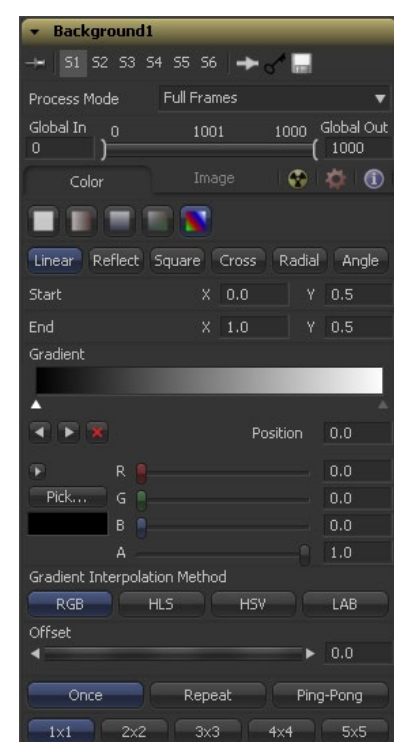 Background1
S1 S2 S3 S4 S5 S6
Process Mode Full Frames
Global In 0 1001 1000 Global Out
0 1000
Color Image
Linear Reflect Square Cross Radial Angle
Start X 0.0 Y 0.5
End X 1.0 Y 0.5
Gradient
Position 0.0
R 0.0
Pick... G 0.0
B 0.0
A 1.0
Gradient Interpolation Method
RGB HLS HSV LAB
Offset
0.0
Once Repeat Ping-Pong
1x1 2x2 3x3 4x4 5x5